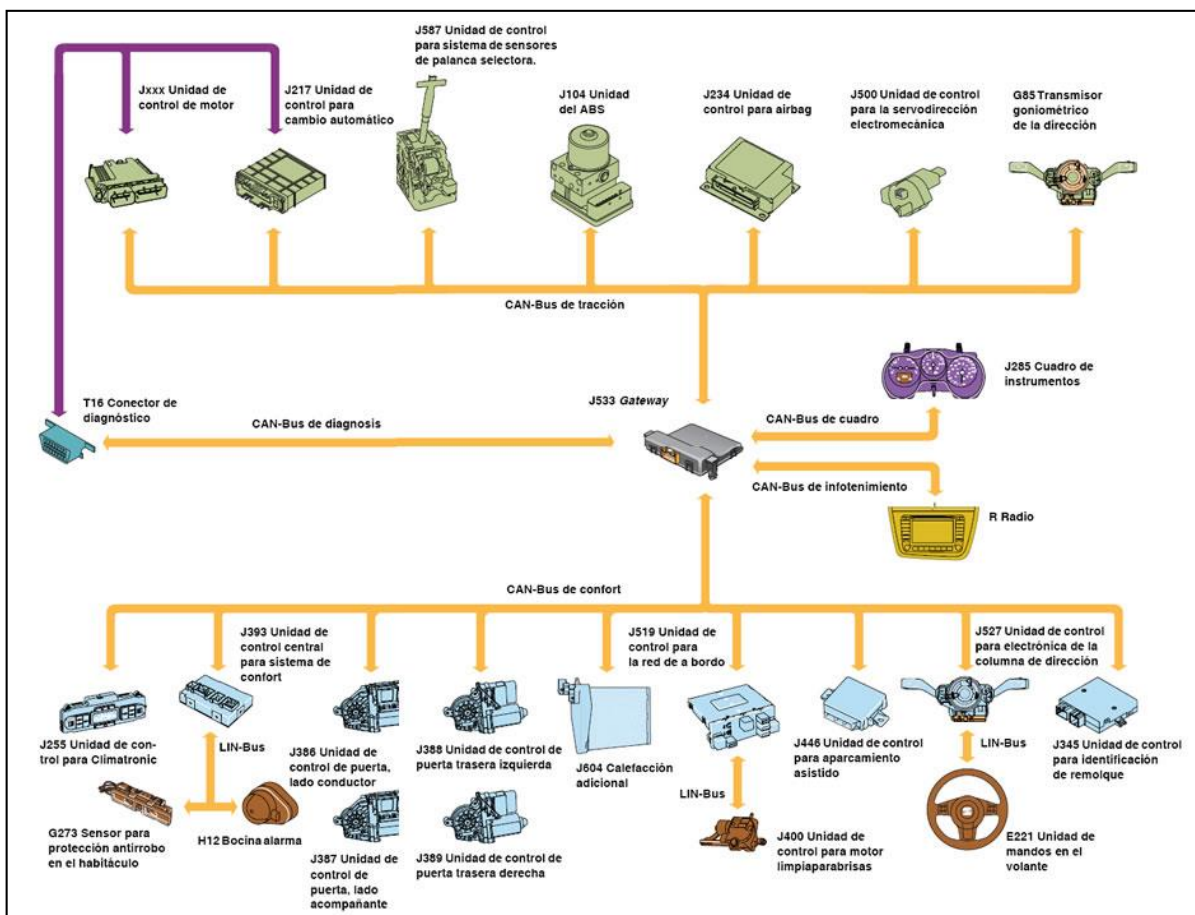 J587 Unidad de control
para sistema de sensores
de palanca selectora.
Jxxx Unidad de
control de motor
J217 Unidad de
control para
cambio automático
J104 Unidad
del ABS
J234 Unidad de
control para airbag
J500 Unidad de control
para la servodirección
electromecánica
G85 Transmisor
goniométrico
de la dirección
CAN-Bus de tracción
J285 Cuadro de
instrumentos
T16 Conector de
diagnóstico
J533 Gateway
CAN-Bus de diagnosis
CAN-Bus de cuadro
CAN-Bus de infotenimiento
R Radio
CAN-Bus de confort
J393 Unidad de
control central
para sistema de
confort
J519 Unidad de
control para
la red de a bordo
J527 Unidad de control
para electrónica de la
columna de dirección
J255 Unidad de con-
trol para Climatronic
LIN-Bus
J386 Unidad de
control de puerta,
lado conductor
J388 Unidad de control de
puerta trasera izquierda
J604 Calefacción
adicional
J446 Unidad de control
para aparcamiento
asistido
LIN-Bus
J345 Unidad de control
para identificación
de remolque
LIN-Bus
G273 Sensor para
protección antirrobo
en el habitáculo
H12 Bocina alarma
J387 Unidad de
control de
puerta, lado
acompañante
J389 Unidad de control de
puerta trasera derecha
J400 Unidad de
control para motor
limpiaparabrisas
E221 Unidad de
mandos en el
volante